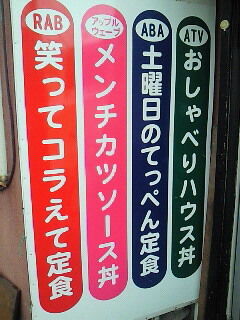 ATV
おしゃべりハウス丼
ABA
土曜日のてっぺん定食
アップル
ウェーブ
メンチカツソース丼
RAB
笑ってコラえて定食